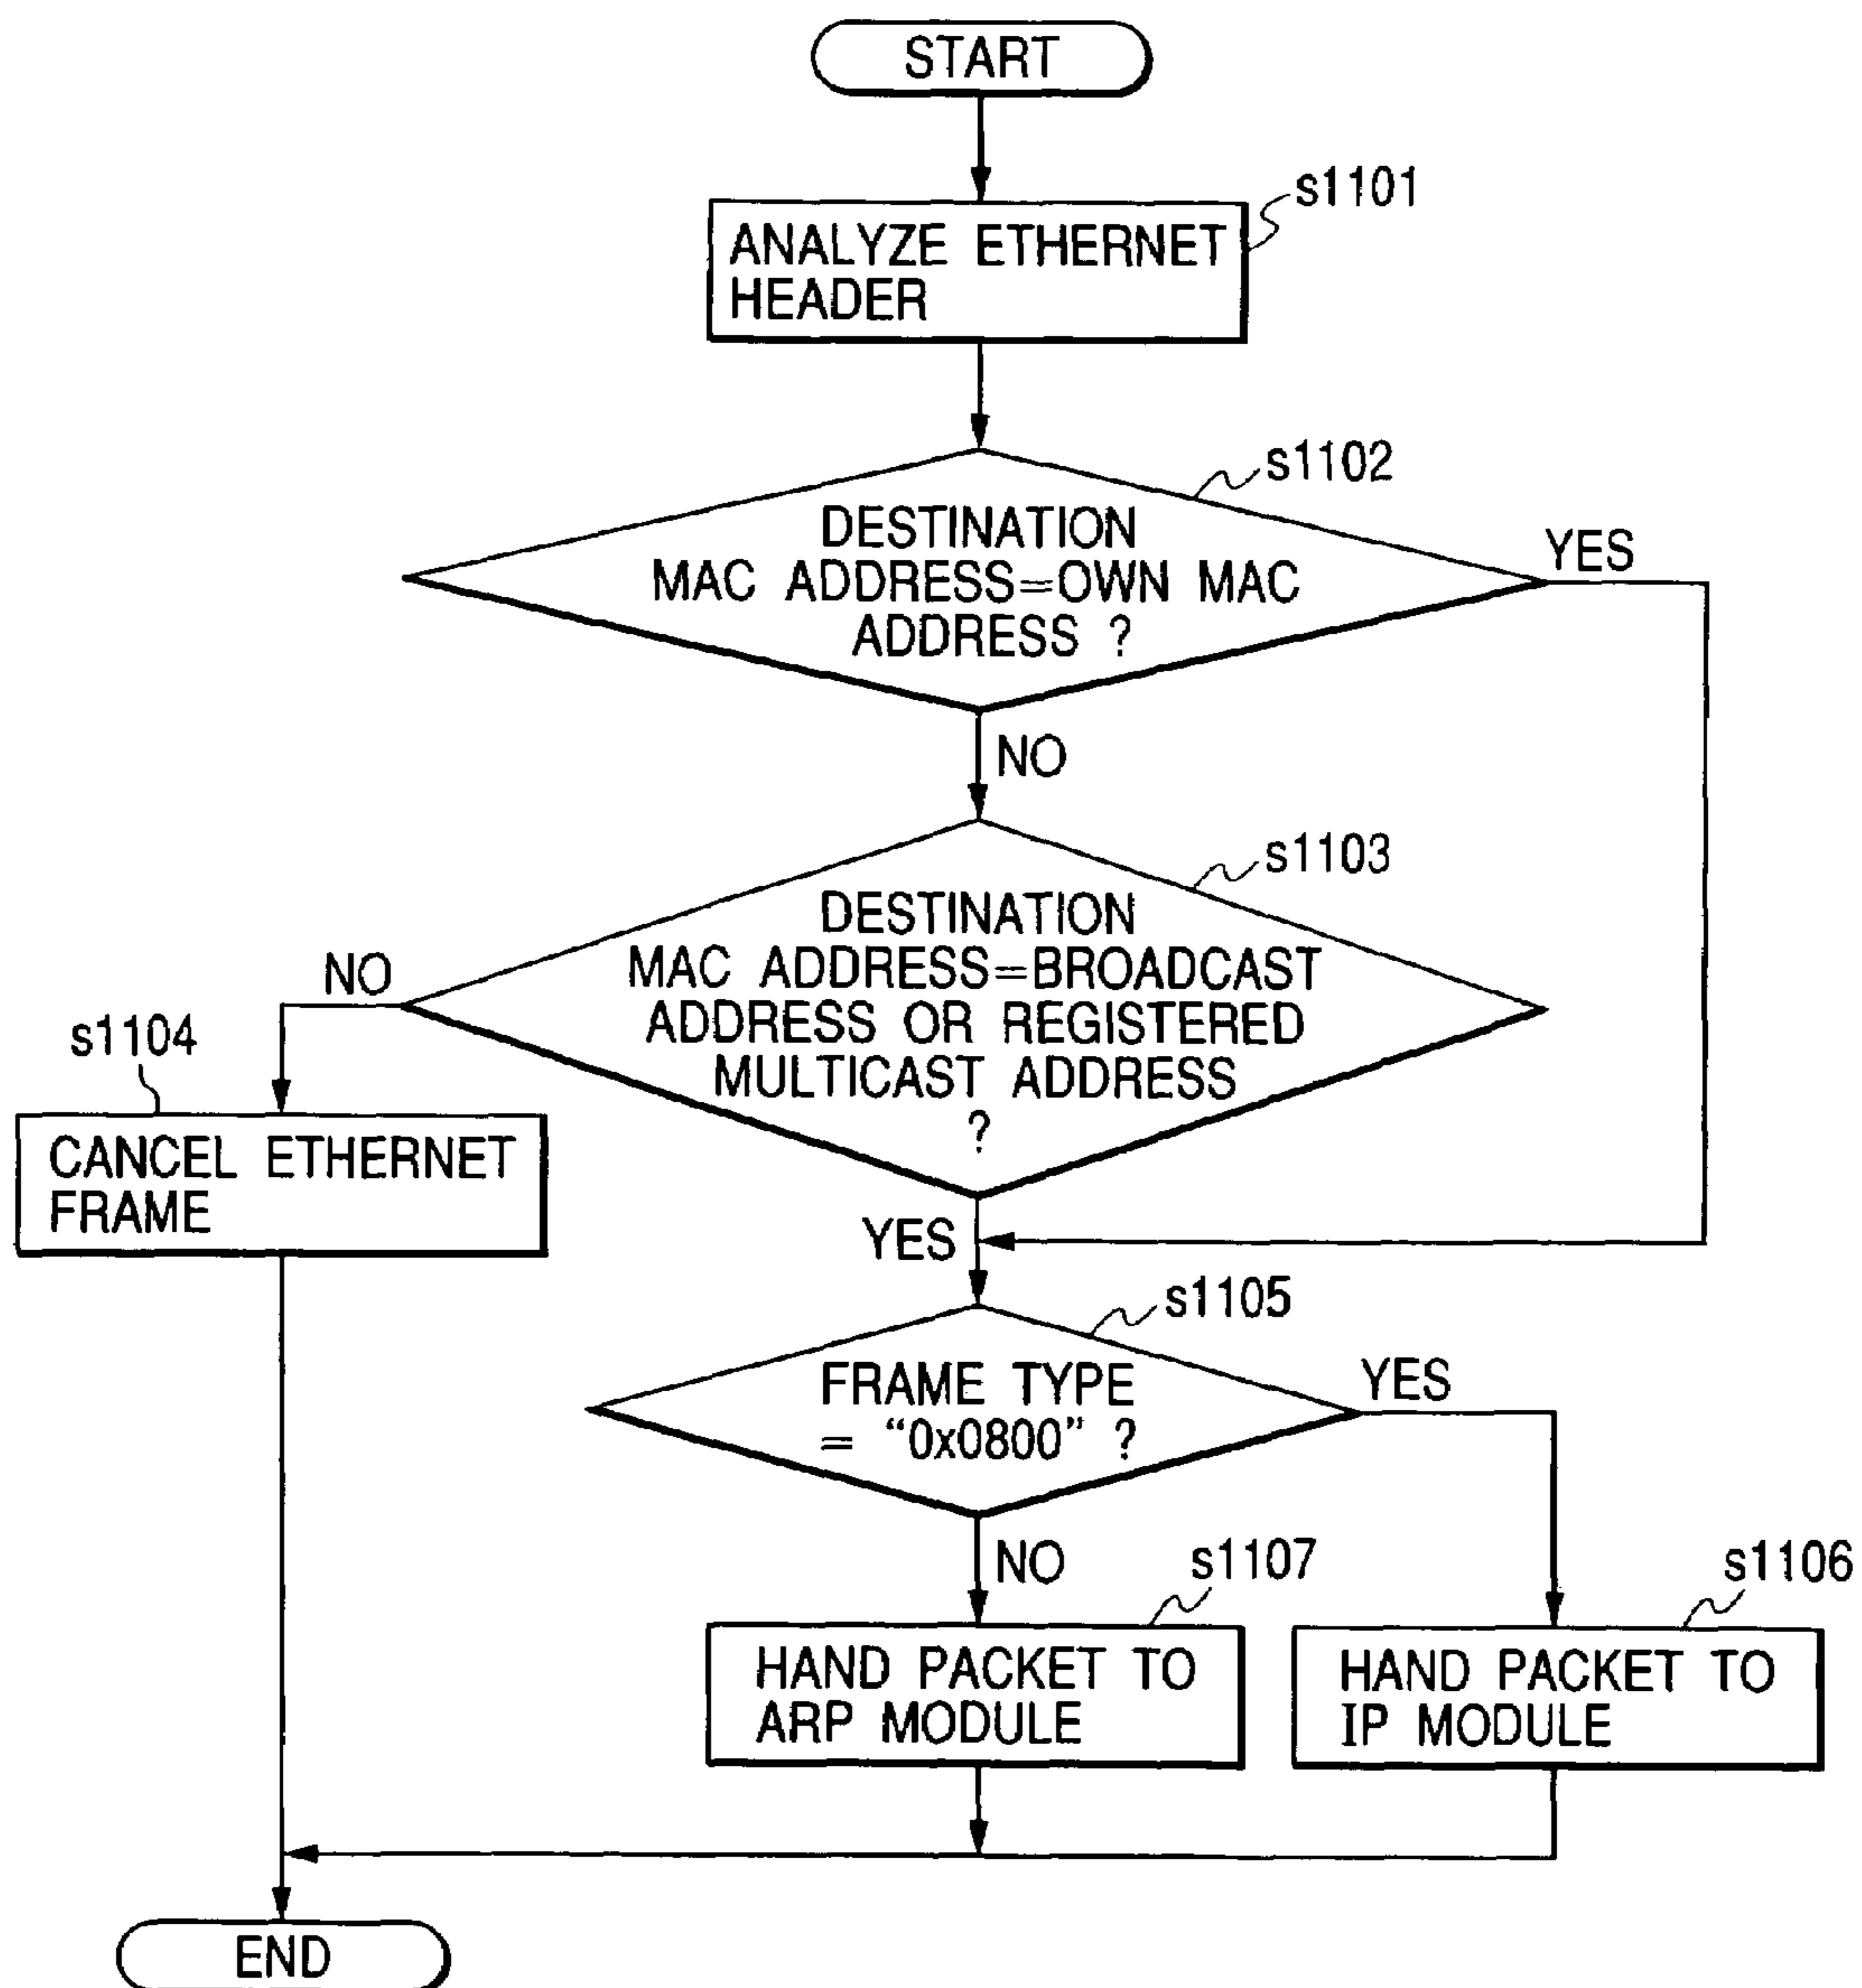 START
s1101
ANALYZE ETHERNET
HEADER
s1102
DESTINATION
MAC ADDRESS=OWN MAC
ADDRESS ?
YES
NO
s1103
DESTINATION
MAC ADDRESS=BROADCAST
ADDRESS OR REGISTERED
MULTICAST ADDRESS
?
NO
s1104
CANCEL ETHERNET
FRAME
YES
s1105
FRAME TYPE
= “0x0800” ?
YES
NO
s1107
HAND PACKET TO
ARP MODULE
s1106
HAND PACKET TO
IP MODULE
END